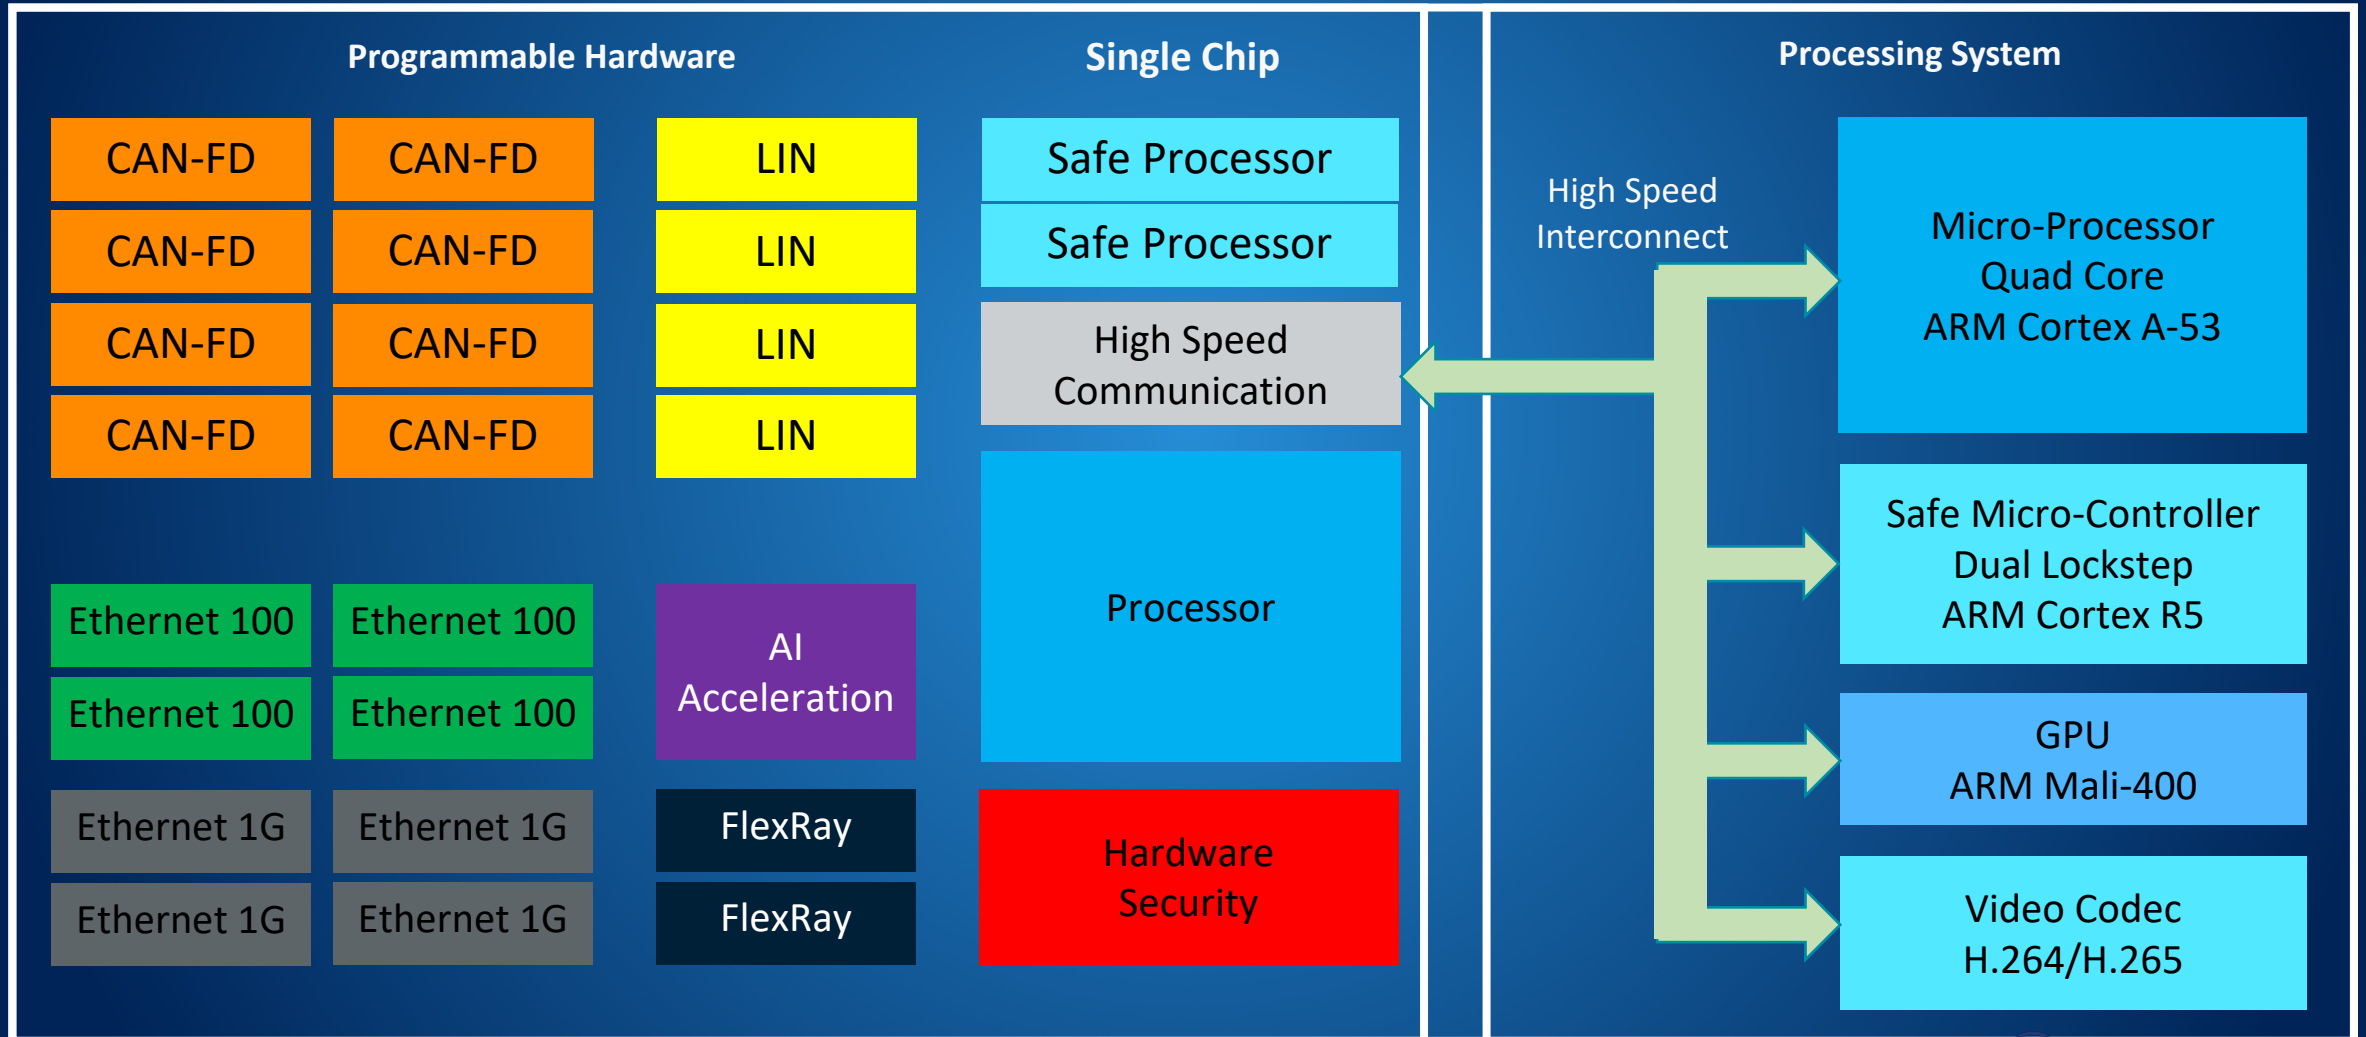 Programmable Hardware
Single Chip
Processing System
CAN-FD
CAN-FD
LIN
Safe Processor
CAN-FD
CAN-FD
LIN
Safe Processor
CAN-FD
CAN-FD
LIN
High Speed
Communication
CAN-FD
CAN-FD
LIN
Ethernet 100
Ethernet 100
AI
Acceleration
Processor
Ethernet 100
Ethernet 100
Ethernet 1G
Ethernet 1G
FlexRay
Hardware
Security
Ethernet 1G
Ethernet 1G
FlexRay
High Speed
Interconnect
Micro-Processor
Quad Core
ARM Cortex A-53
Safe Micro-Controller
Dual Lockstep
ARM Cortex R5
GPU
ARM Mali-400
Video Codec
H.264/H.265